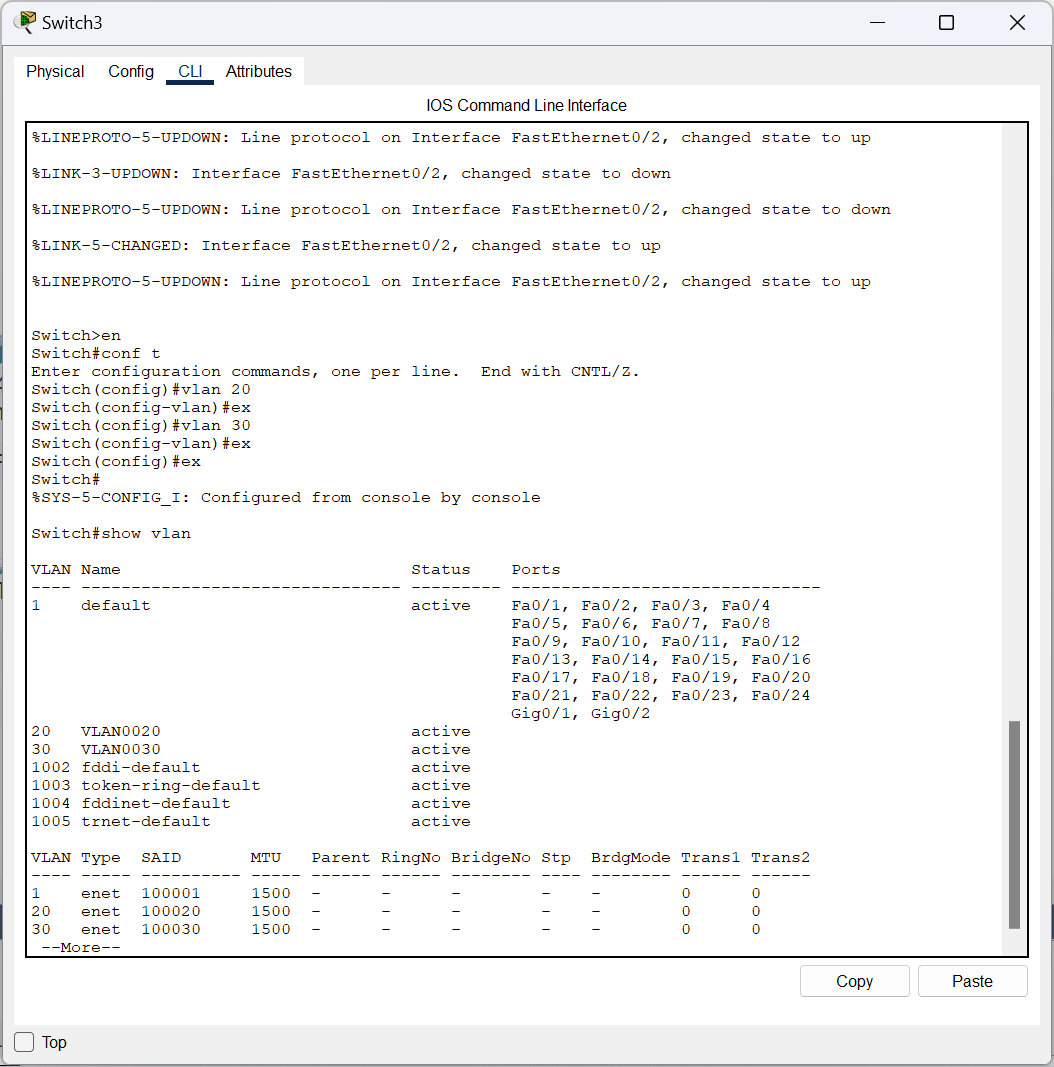 Switch3
Physical Config CLI Attributes
IOS Command Line Interface
%LINEPROTO-5-UPDOWN: Line protocol on Interface FastEthernet0/2, changed state to up
%LINK-3-UPDOWN: Interface FastEthernet0/2, changed state to down
%LINEPROTO-5-UPDOWN: Line protocol on Interface FastEthernet0/2, changed state to down
%LINK-5-CHANGED: Interface FastEthernet0/2, changed state to up
%LINEPROTO-5-UPDOWN: Line protocol on Interface FastEthernet0/2, changed state to up
Switch>en
Switch#conf t
Enter configuration commands, one per line.  End with CNTL/Z.
Switch(config)#vlan 20
Switch(config-vlan)#ex
Switch(config)#vlan 30
Switch(config-vlan)#ex
Switch(config)#ex
Switch#
%SYS-5-CONFIG_I: Configured from console by console
Switch#show vlan
VLAN Name                             Status    Ports
---- -------------------------------- --------- -------------------------------
1    default                          active    Fa0/1, Fa0/2, Fa0/3, Fa0/4
                                                Fa0/5, Fa0/6, Fa0/7, Fa0/8
                                                Fa0/9, Fa0/10, Fa0/11, Fa0/12
                                                Fa0/13, Fa0/14, Fa0/15, Fa0/16
                                                Fa0/17, Fa0/18, Fa0/19, Fa0/20
                                                Fa0/21, Fa0/22, Fa0/23, Fa0/24
                                                Gig0/1, Gig0/2
20   VLAN0020                         active
30   VLAN0030                         active
1002 fddi-default                     active
1003 token-ring-default               active
1004 fddinet-default                  active
1005 trnet-default                    active
VLAN Type  SAID       MTU   Parent RingNo BridgeNo Stp  BrdgMode Trans1 Trans2
---- ----- ---------- ----- ------ ------ -------- ---- -------- ------ ------
1    enet  100001     1500  -      -      -        -    -        0      0
20   enet  100020     1500  -      -      -        -    -        0      0
30   enet  100030     1500  -      -      -        -    -        0      0
 --More--
Copy Paste
Top